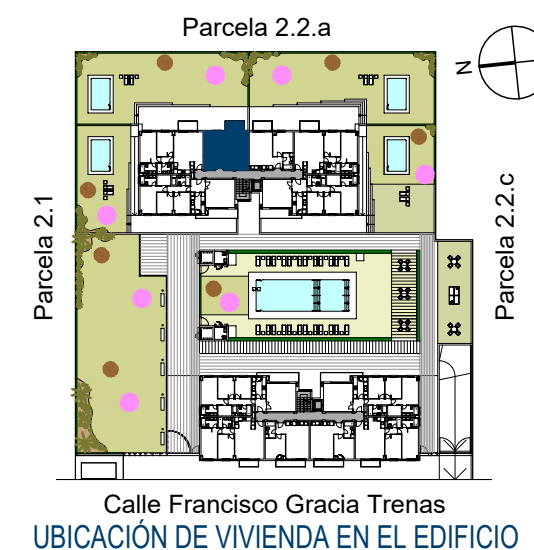 Parcela 2.2.a
N
Parcela 2.1
Parcela 2.2.c
Calle Francisco Gracia Trenas
UBICACIÓN DE VIVIENDA EN EL EDIFICIO